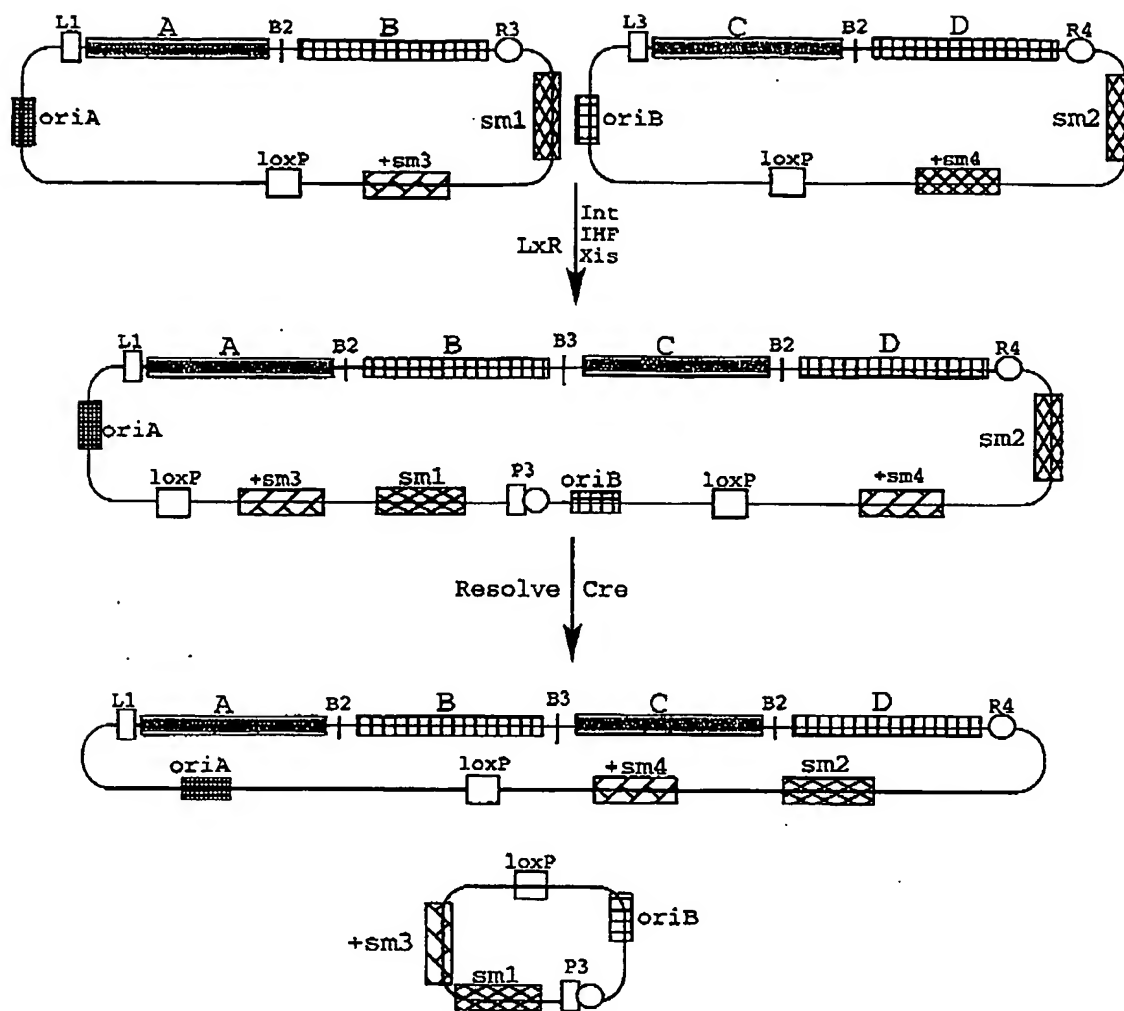 L1 A B2 B R3 L3 C B2 D R4
oriA sm1 oriB sm2
loxP +sm3 loxP +sm4
Int
IHF
LxR Xis
L1 A B2 B B3 C B2 D R4
oriA sm2
loxP +sm3 sm1 P3 oriB loxP +sm4
Resolve Cre
L1 A B2 B B3 C B2 D R4
oriA loxP +sm4 sm2
loxP
+sm3 oriB
sm1 P3